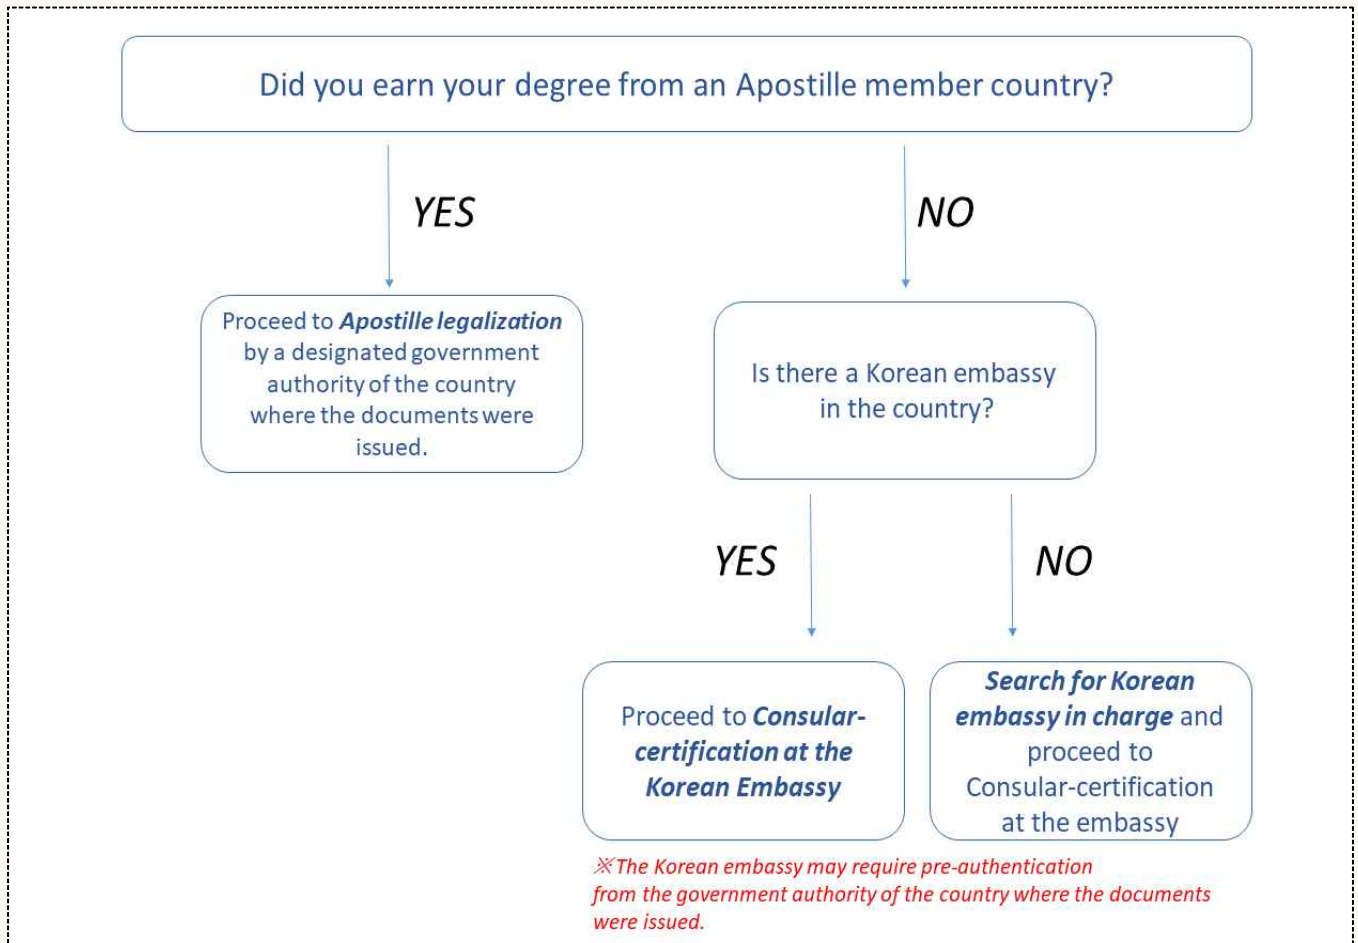 Did you earn your degree from an Apostille member country?
YES
NO
Proceed to Apostille legalization
by a designated government
authority of the country
where the documents were
issued.
Is there a Korean embassy
in the country?
YES
NO
Proceed to Consular-
certification at the
Korean Embassy
Search for Korean
embassy in charge and
proceed to
Consular-certification
at the embassy
※The Korean embassy may require pre-authentication
from the government authority of the country where the documents
were issued.